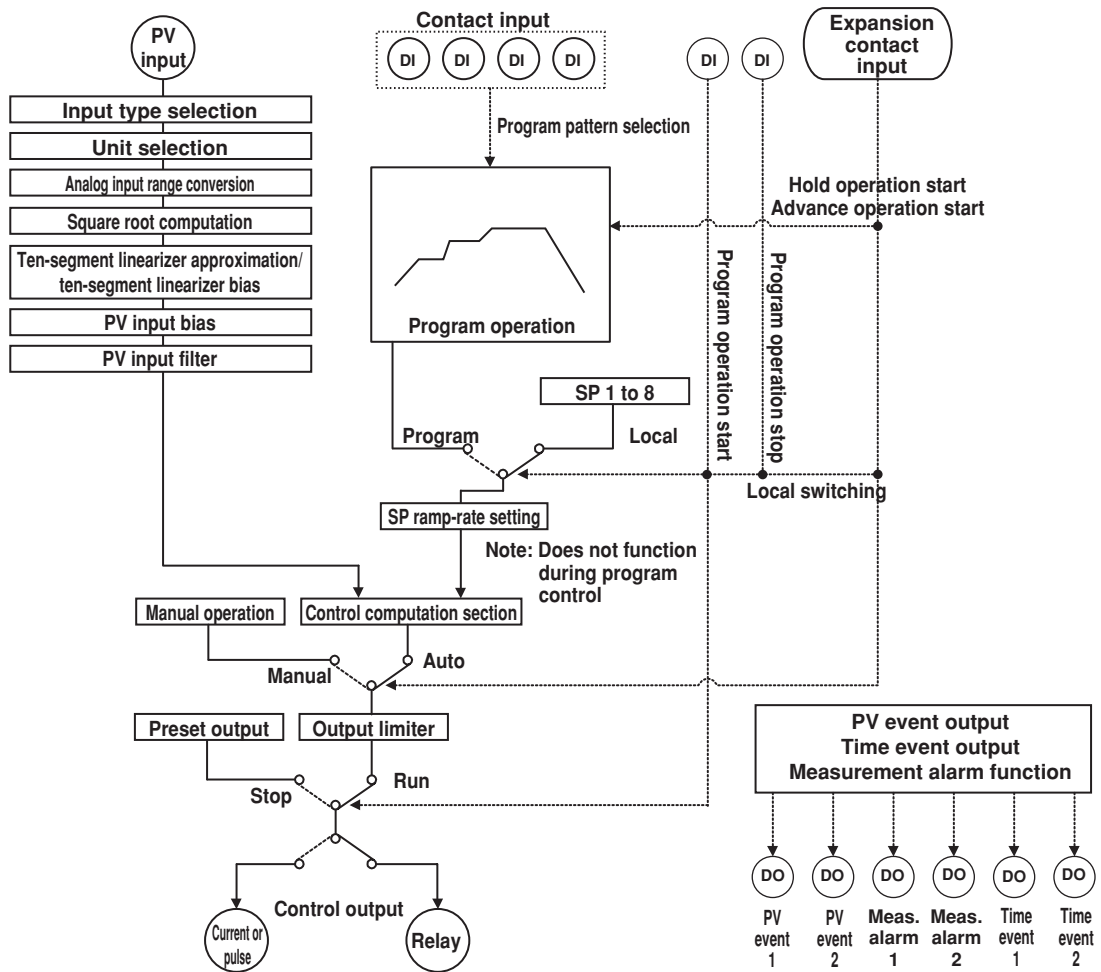 PV
input
Input type selection
Unit selection
Analog input range conversion
Square root computation
Ten-segment linearizer approximation/
ten-segment linearizer bias
PV input bias
PV input filter
Contact input
DI
DI
DI
DI
Program pattern selection
Program operation
DI
DI
Expansion
contact
input
Hold operation start
Advance operation start
Program operation start
Program operation stop
SP 1 to 8
Program
Local
Local switching
SP ramp-rate setting
Note: Does not function
during program
control
Manual operation
Control computation section
Manual
Auto
Preset output
Output limiter
Stop
Run
Control output
Current or
pulse
Relay
PV event output
Time event output
Measurement alarm function
DO
DO
DO
DO
DO
DO
PV
event
1
PV
event
2
Meas.
alarm
1
Meas.
alarm
2
Time
event
1
Time
event
2